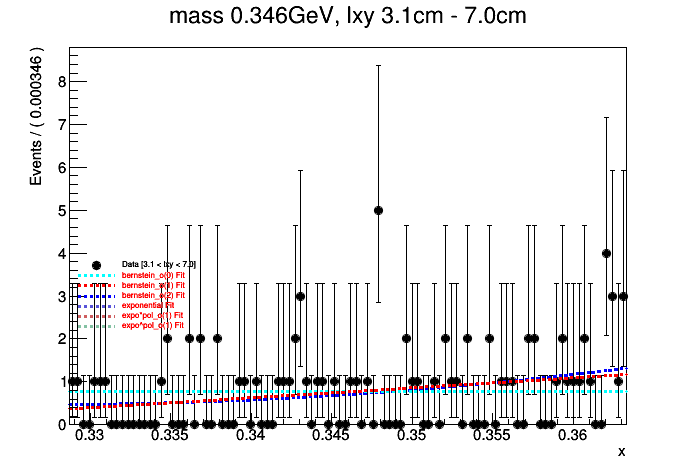 mass 0.346GeV, lxy 3.1cm - 7.0cm
Events / ( 0.000346 )
8
7
6
5
4
3
2
1
0
Data [3.1 < lxy < 7.0]
bernstein_o(0) Fit
bernstein_o(1) Fit
bernstein_o(2) Fit
exponential Fit
expo*pol_o(1) Fit
expo*pol_o(1) Fit
0.33 0.335 0.34 0.345 0.35 0.355 0.36
x